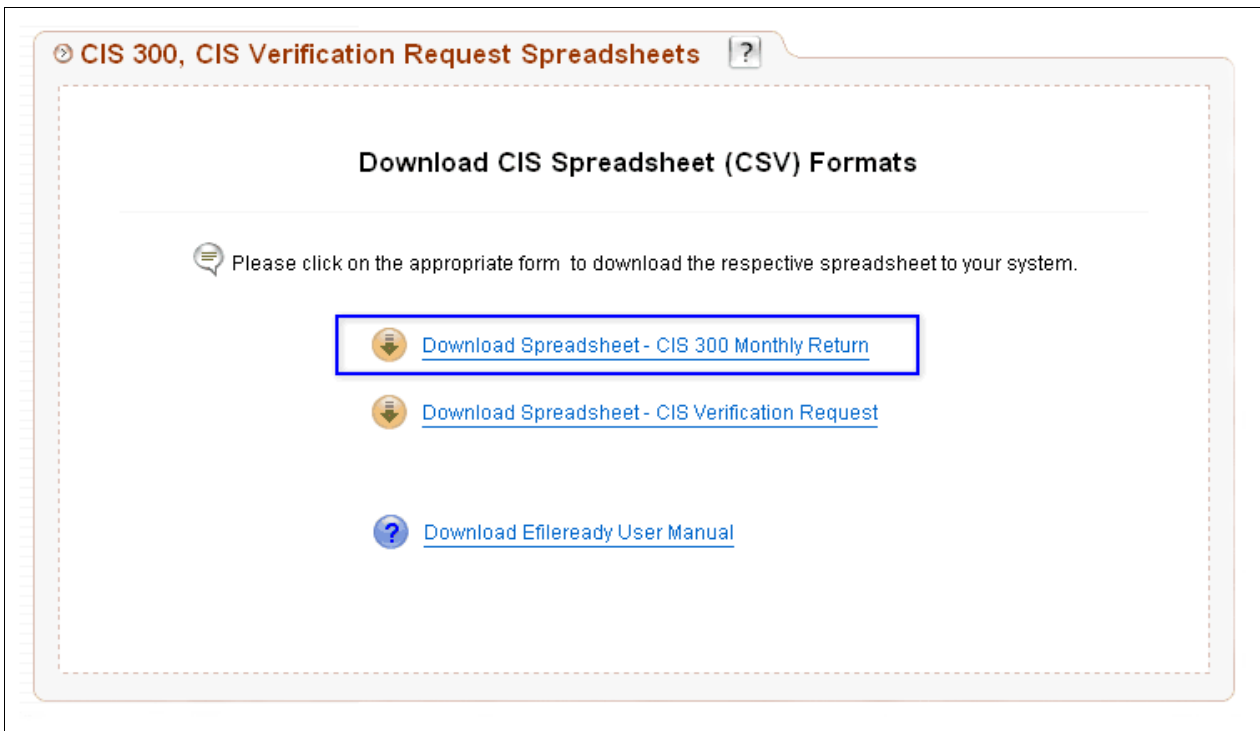 CIS 300, CIS Verification Request Spreadsheets ?
Download CIS Spreadsheet (CSV) Formats
Please click on the appropriate form to download the respective spreadsheet to your system.
Download Spreadsheet - CIS 300 Monthly Return
Download Spreadsheet - CIS Verification Request
? Download Efileready User Manual